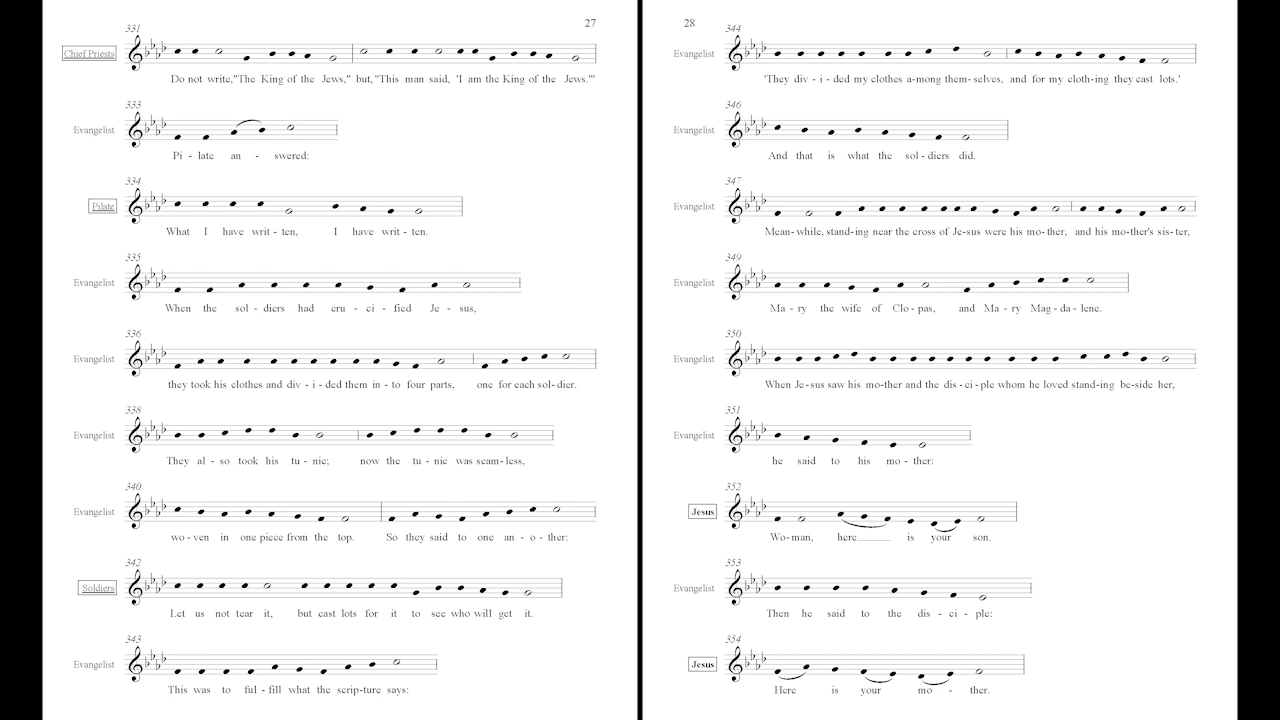 27
331
Chief Priests
Do not write, "The King of the Jews," but, "This man said, 'I am the King of the Jews.'"
333
Evangelist
Pi - late an - swered:
334
Pilate
What I have writ - ten, I have writ - ten.
335
Evangelist
When the sol - diers had cru - ci - fied Je - sus,
336
Evangelist
they took his clothes and div - i - ded them in - to four parts, one for each sol - dier.
338
Evangelist
They al - so took his tu - nic; now the tu - nic was seam - less,
340
Evangelist
wo - ven in one piece from the top. So they said to one an - o - ther:
342
Soldiers
Let us not tear it, but cast lots for it to see who will get it.
343
Evangelist
This was to ful - fill what the scrip - ture says:
28
344
Evangelist
'They div - i - ded my clothes a - mong them - selves, and for my cloth - ing they cast lots.'
346
Evangelist
And that is what the sol - diers did.
347
Evangelist
Mean - while, stand - ing near the cross of Je - sus were his mo - ther, and his mo - ther's sis - ter,
349
Evangelist
Ma - ry the wife of Clo - pas, and Ma - ry Mag - da - lene.
350
Evangelist
When Je - sus saw his mo - ther and the dis - ci - ple whom he loved stand - ing be - side her,
351
Evangelist
he said to his mo - ther:
352
Jesus
Wo - man, here____ is your son.
353
Evangelist
Then he said to the dis - ci - ple:
354
Jesus
Here is your mo - ther.